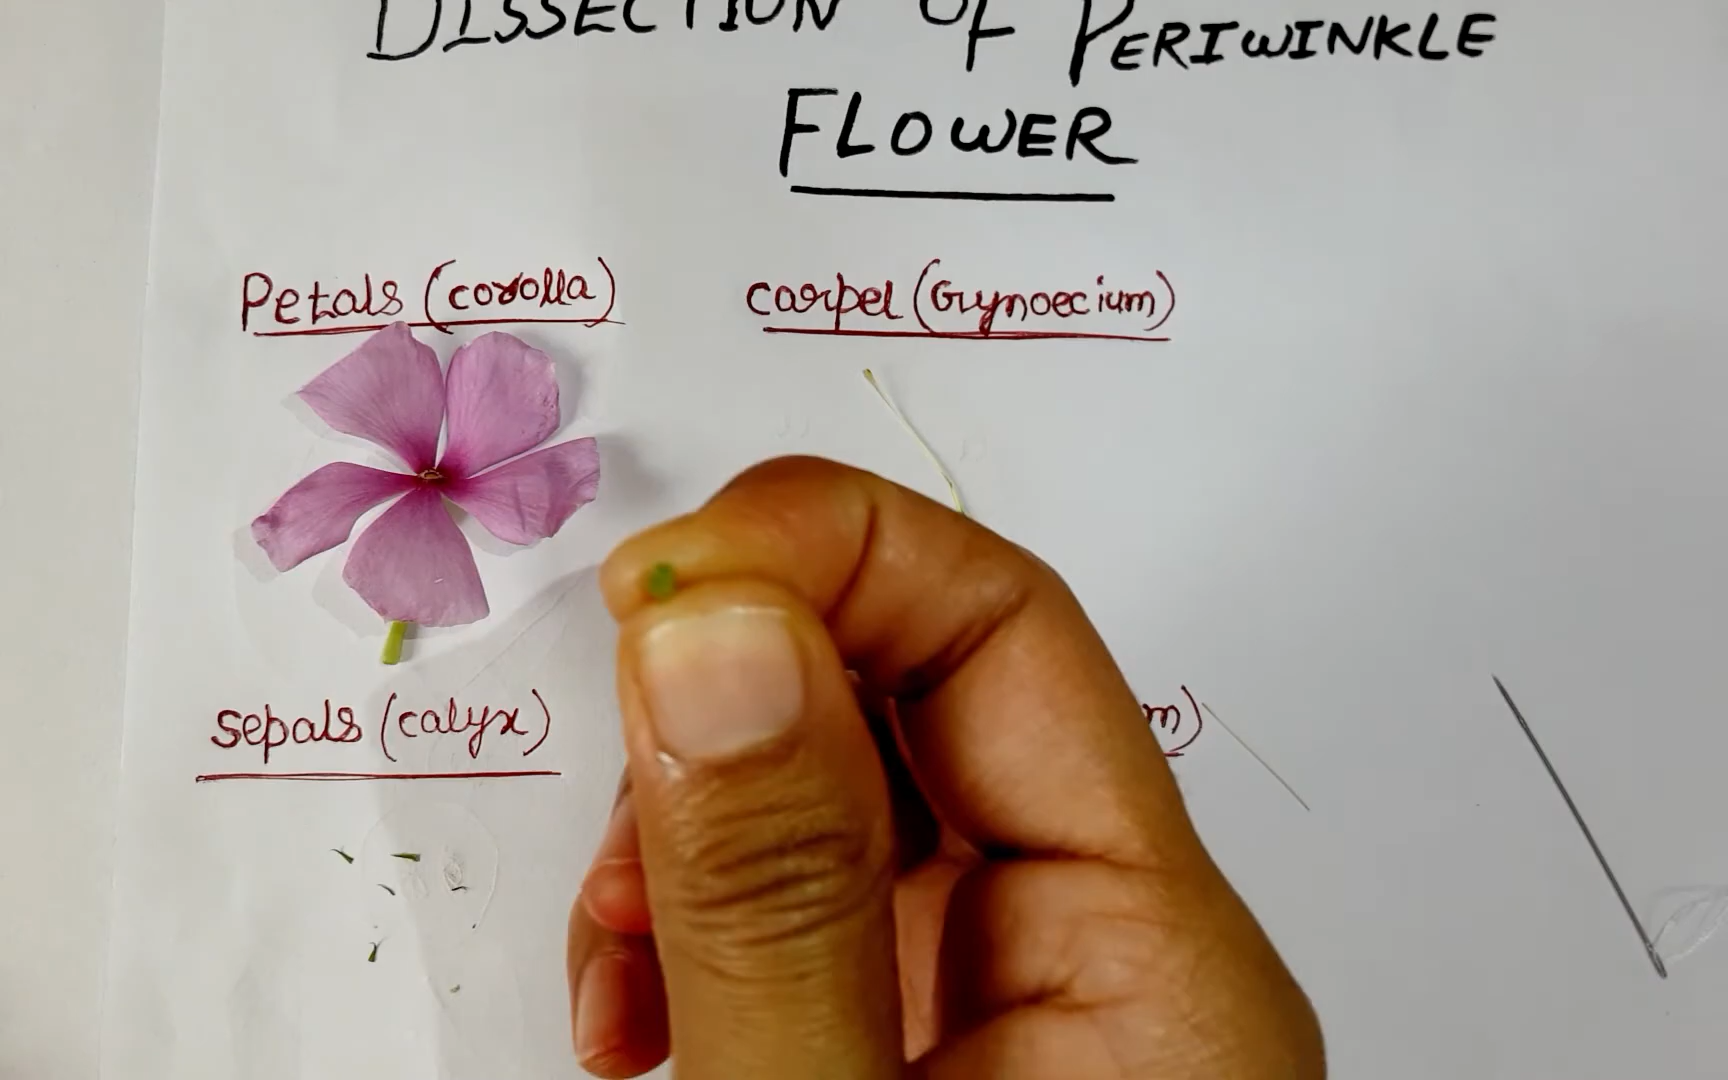 DISSECTION OF PERIWINKLE
FLOWER
Petals (corolla)
carpel (Gynoecium)
sepals (calyx)
m)